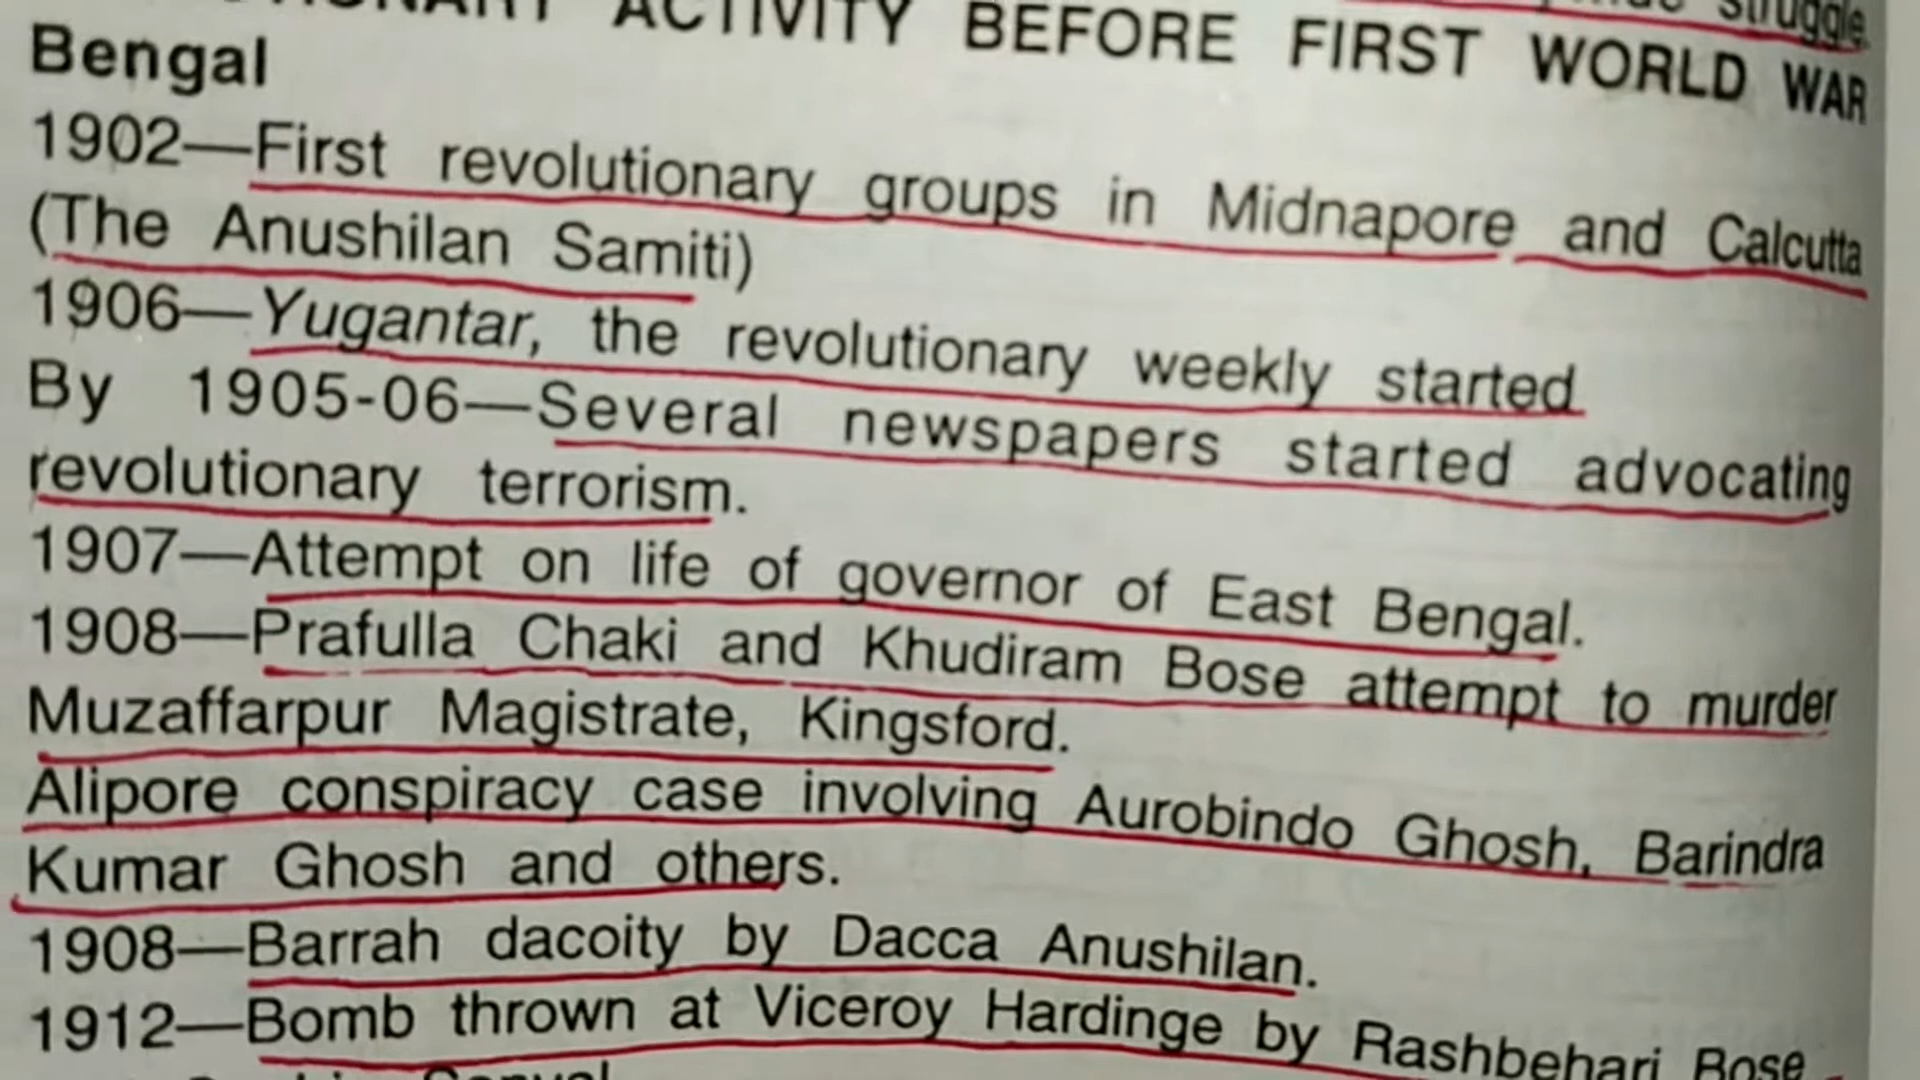 struggle.
ACTIVITY BEFORE FIRST WORLD WAR
Bengal
1902—First revolutionary groups in Midnapore and Calcutta
(The Anushilan Samiti)
1906—Yugantar, the revolutionary weekly started
By 1905-06—Several newspapers started advocating
revolutionary terrorism.
1907—Attempt on life of governor of East Bengal.
1908—Prafulla Chaki and Khudiram Bose attempt to murder
Muzaffarpur Magistrate, Kingsford.
Alipore conspiracy case involving Aurobindo Ghosh, Barindra
Kumar Ghosh and others.
1908—Barrah dacoity by Dacca Anushilan.
1912—Bomb thrown at Viceroy Hardinge by Rashbehari Bose